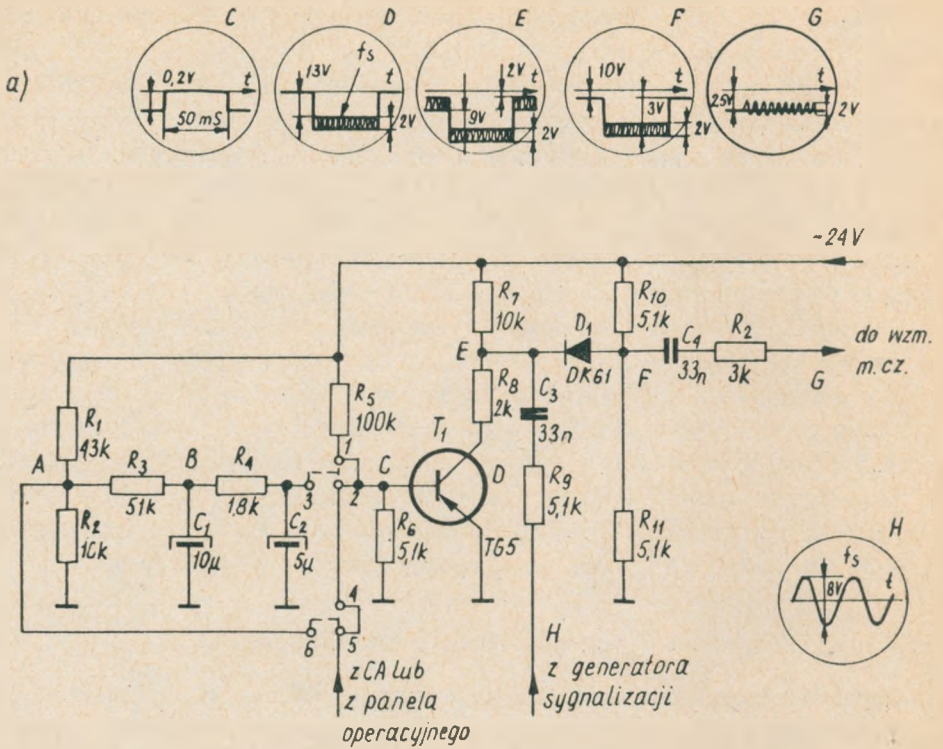 a)
C
D
E
F
G
0,2V
t
50 mS
13V
fs
t
2V
2V
t
9V
2V
10V
t
3V
2V
t
25V
2V
-24V
R7
10k
R10
5,1k
E
D1
DK61
F
C4
33n
R2
3k
G
do wzm.
m.cz.
R5
100k
R8
2k
C3
33n
T1
R1
4,3k
A
R3
51k
B
R4
1,8k
1
3
2
C
D
R9
5,1k
R2
10k
C1
10µ
C2
5µ
R6
5,1k
TG5
R11
5,1k
H
fs
t
8V
4
6
5
H
z CA lub
z panela
operacyjnego
z generatora
sygnalizacji